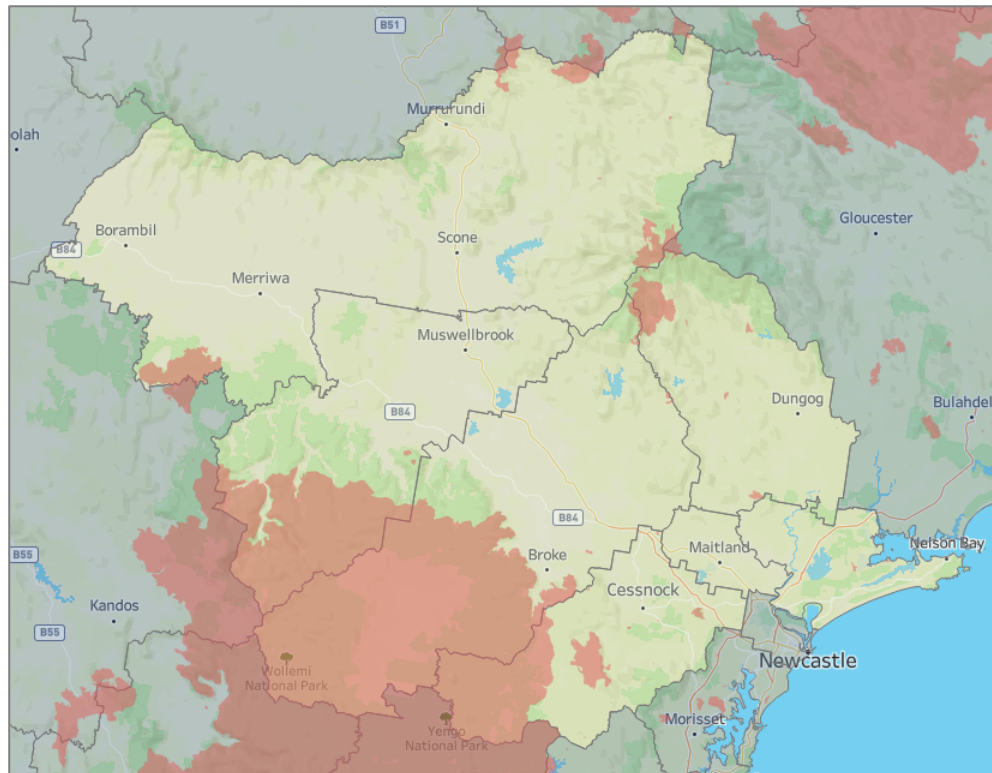 B51
Murrurundi
olah
Gloucester
Borambil
B84
Scone
Merriwa
Muswellbrook
Dungog
B84
Bulahdel
B84
Nelson Bay
Maitland
B55
Broke
Cessnock
Kandos
B55
Newcastle
Wollemi
National Park
Morisset
Yengo
National Park